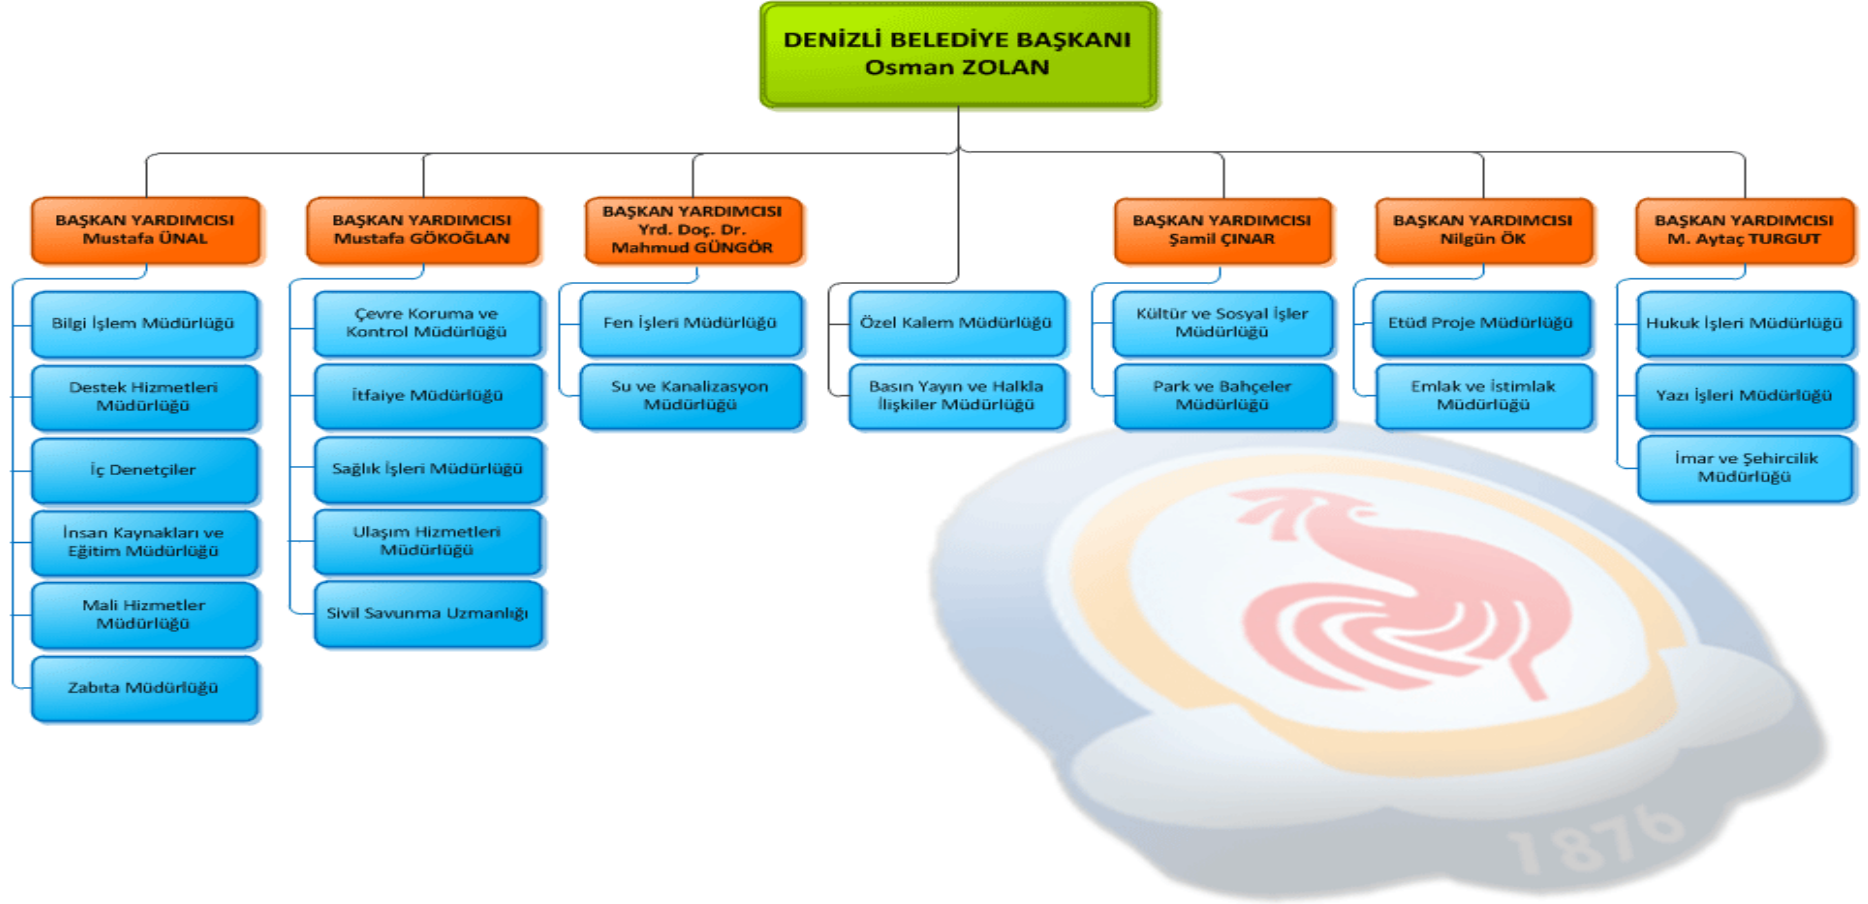 DENİZLİ BELEDİYE BAŞKANI
Osman ZOLAN
BAŞKAN YARDIMCISI
Mustafa ÜNAL
Bilgi İşlem Müdürlüğü
Destek Hizmetleri
Müdürlüğü
İç Denetçiler
İnsan Kaynakları ve
Eğitim Müdürlüğü
Mali Hizmetler
Müdürlüğü
Zabıta Müdürlüğü
BAŞKAN YARDIMCISI
Mustafa GÖKOĞLAN
Çevre Koruma ve
Kontrol Müdürlüğü
İtfaiye Müdürlüğü
Sağlık İşleri Müdürlüğü
Ulaşım Hizmetleri
Müdürlüğü
Sivil Savunma Uzmanlığı
BAŞKAN YARDIMCISI
Yrd. Doç. Dr.
Mahmud GÜNGÖR
Fen İşleri Müdürlüğü
Su ve Kanalizasyon
Müdürlüğü
Özel Kalem Müdürlüğü
Basın Yayın ve Halkla
İlişkiler Müdürlüğü
BAŞKAN YARDIMCISI
Şamil ÇINAR
Kültür ve Sosyal İşler
Müdürlüğü
Park ve Bahçeler
Müdürlüğü
BAŞKAN YARDIMCISI
Nilgün ÖK
Etüd Proje Müdürlüğü
Emlak ve İstimlak
Müdürlüğü
BAŞKAN YARDIMCISI
M. Aytaç TURGUT
Hukuk İşleri Müdürlüğü
Yazı İşleri Müdürlüğü
İmar ve Şehircilik
Müdürlüğü
1876